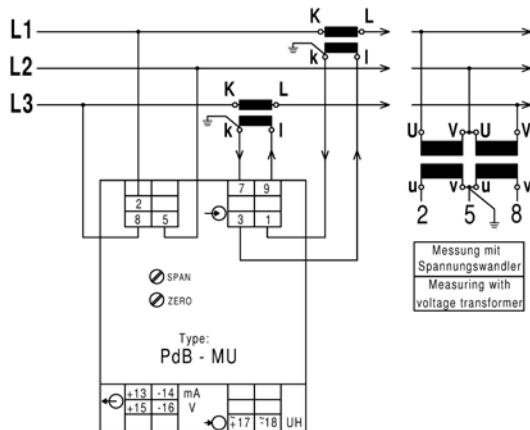 L1 K L
k l
L2
L3 K L
k l
U V U V
u v u v
2 5 8
7 9
2
8 5 3 1
SPAN
ZERO
Messung mit
Spannungswandler
Measuring with
voltage transformer
Type:
PdB - MU
+13 -14 mA
+15 -16 V
~+17 ~-18 UH